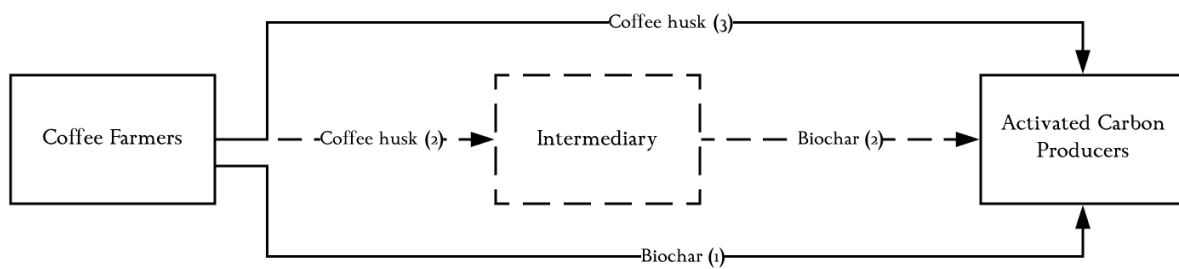 Coffee husk (3)
Coffee Farmers
Coffee husk (2)
Intermediary
Biochar (2)
Activated Carbon
Producers
Biochar (1)